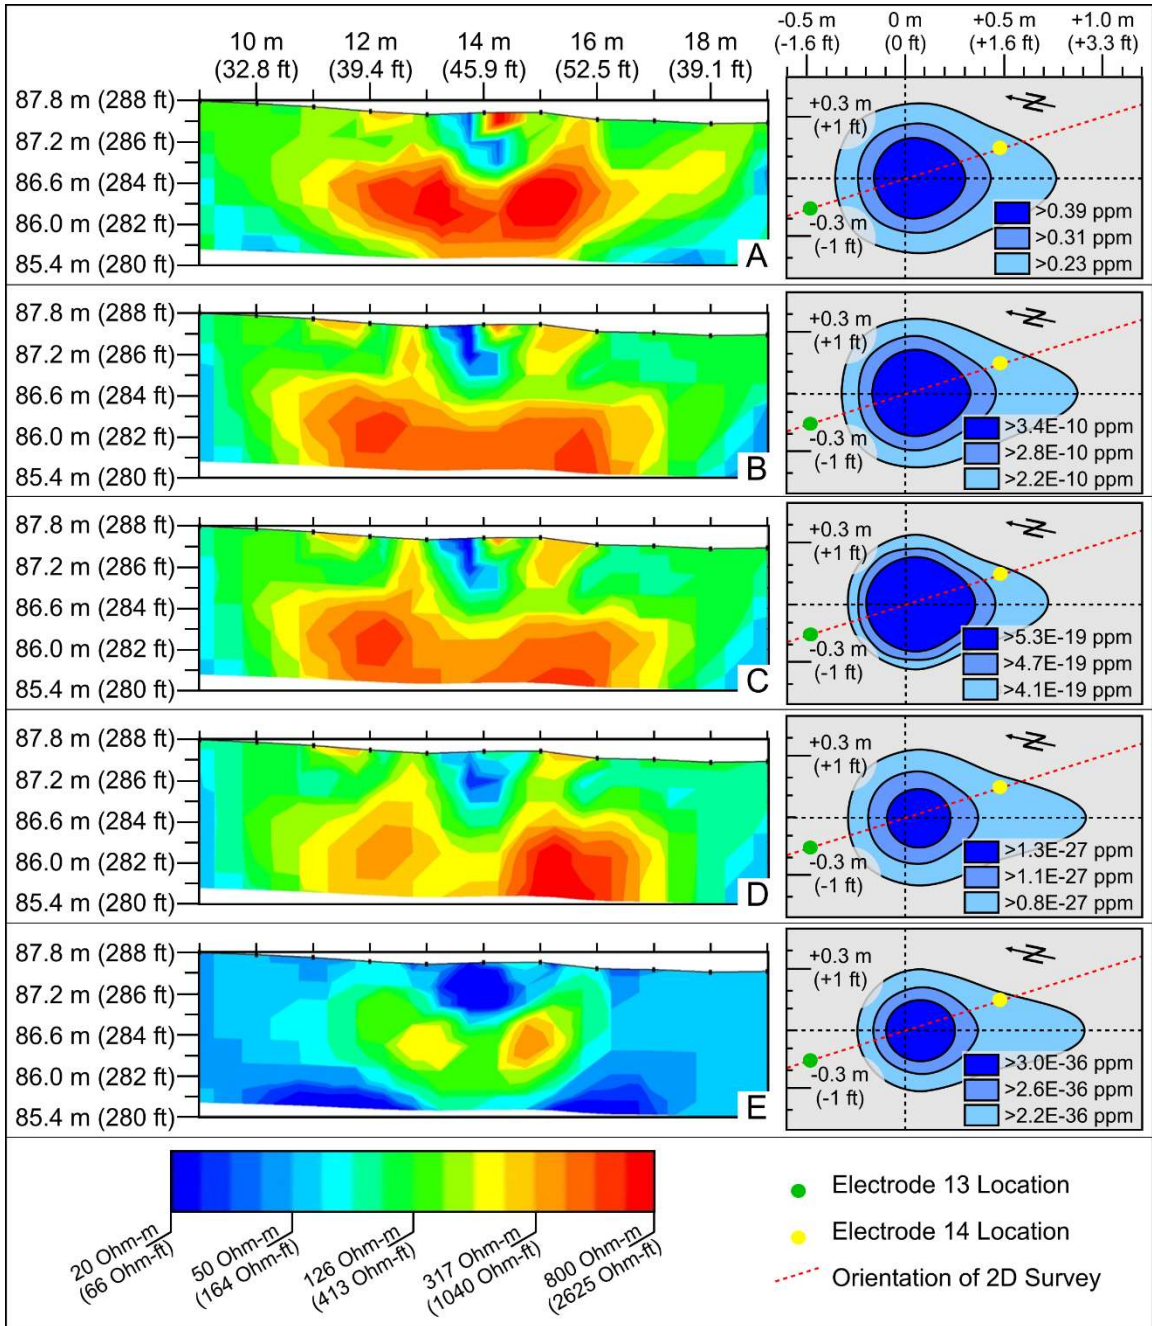 10 m 12 m 14 m 16 m 18 m
(32.8 ft) (39.4 ft) (45.9 ft) (52.5 ft) (39.1 ft)
-0.5 m 0 m +0.5 m +1.0 m
(-1.6 ft) (0 ft) (+1.6 ft) (+3.3 ft)
87.8 m (288 ft)
87.2 m (286 ft)
86.6 m (284 ft)
86.0 m (282 ft)
85.4 m (280 ft)
A
+0.3 m
(+1 ft)
N
-0.3 m
(-1 ft)
>0.39 ppm
>0.31 ppm
>0.23 ppm
87.8 m (288 ft)
87.2 m (286 ft)
86.6 m (284 ft)
86.0 m (282 ft)
85.4 m (280 ft)
B
+0.3 m
(+1 ft)
N
-0.3 m
(-1 ft)
>3.4E-10 ppm
>2.8E-10 ppm
>2.2E-10 ppm
87.8 m (288 ft)
87.2 m (286 ft)
86.6 m (284 ft)
86.0 m (282 ft)
85.4 m (280 ft)
C
+0.3 m
(+1 ft)
N
-0.3 m
(-1 ft)
>5.3E-19 ppm
>4.7E-19 ppm
>4.1E-19 ppm
87.8 m (288 ft)
87.2 m (286 ft)
86.6 m (284 ft)
86.0 m (282 ft)
85.4 m (280 ft)
D
+0.3 m
(+1 ft)
N
-0.3 m
(-1 ft)
>1.3E-27 ppm
>1.1E-27 ppm
>0.8E-27 ppm
87.8 m (288 ft)
87.2 m (286 ft)
86.6 m (284 ft)
86.0 m (282 ft)
85.4 m (280 ft)
E
+0.3 m
(+1 ft)
N
-0.3 m
(-1 ft)
>3.0E-36 ppm
>2.6E-36 ppm
>2.2E-36 ppm
20 Ohm-m
(66 Ohm-ft)
50 Ohm-m
(164 Ohm-ft)
126 Ohm-m
(413 Ohm-ft)
317 Ohm-m
(1040 Ohm-ft)
800 Ohm-m
(2625 Ohm-ft)
Electrode 13 Location
Electrode 14 Location
Orientation of 2D Survey